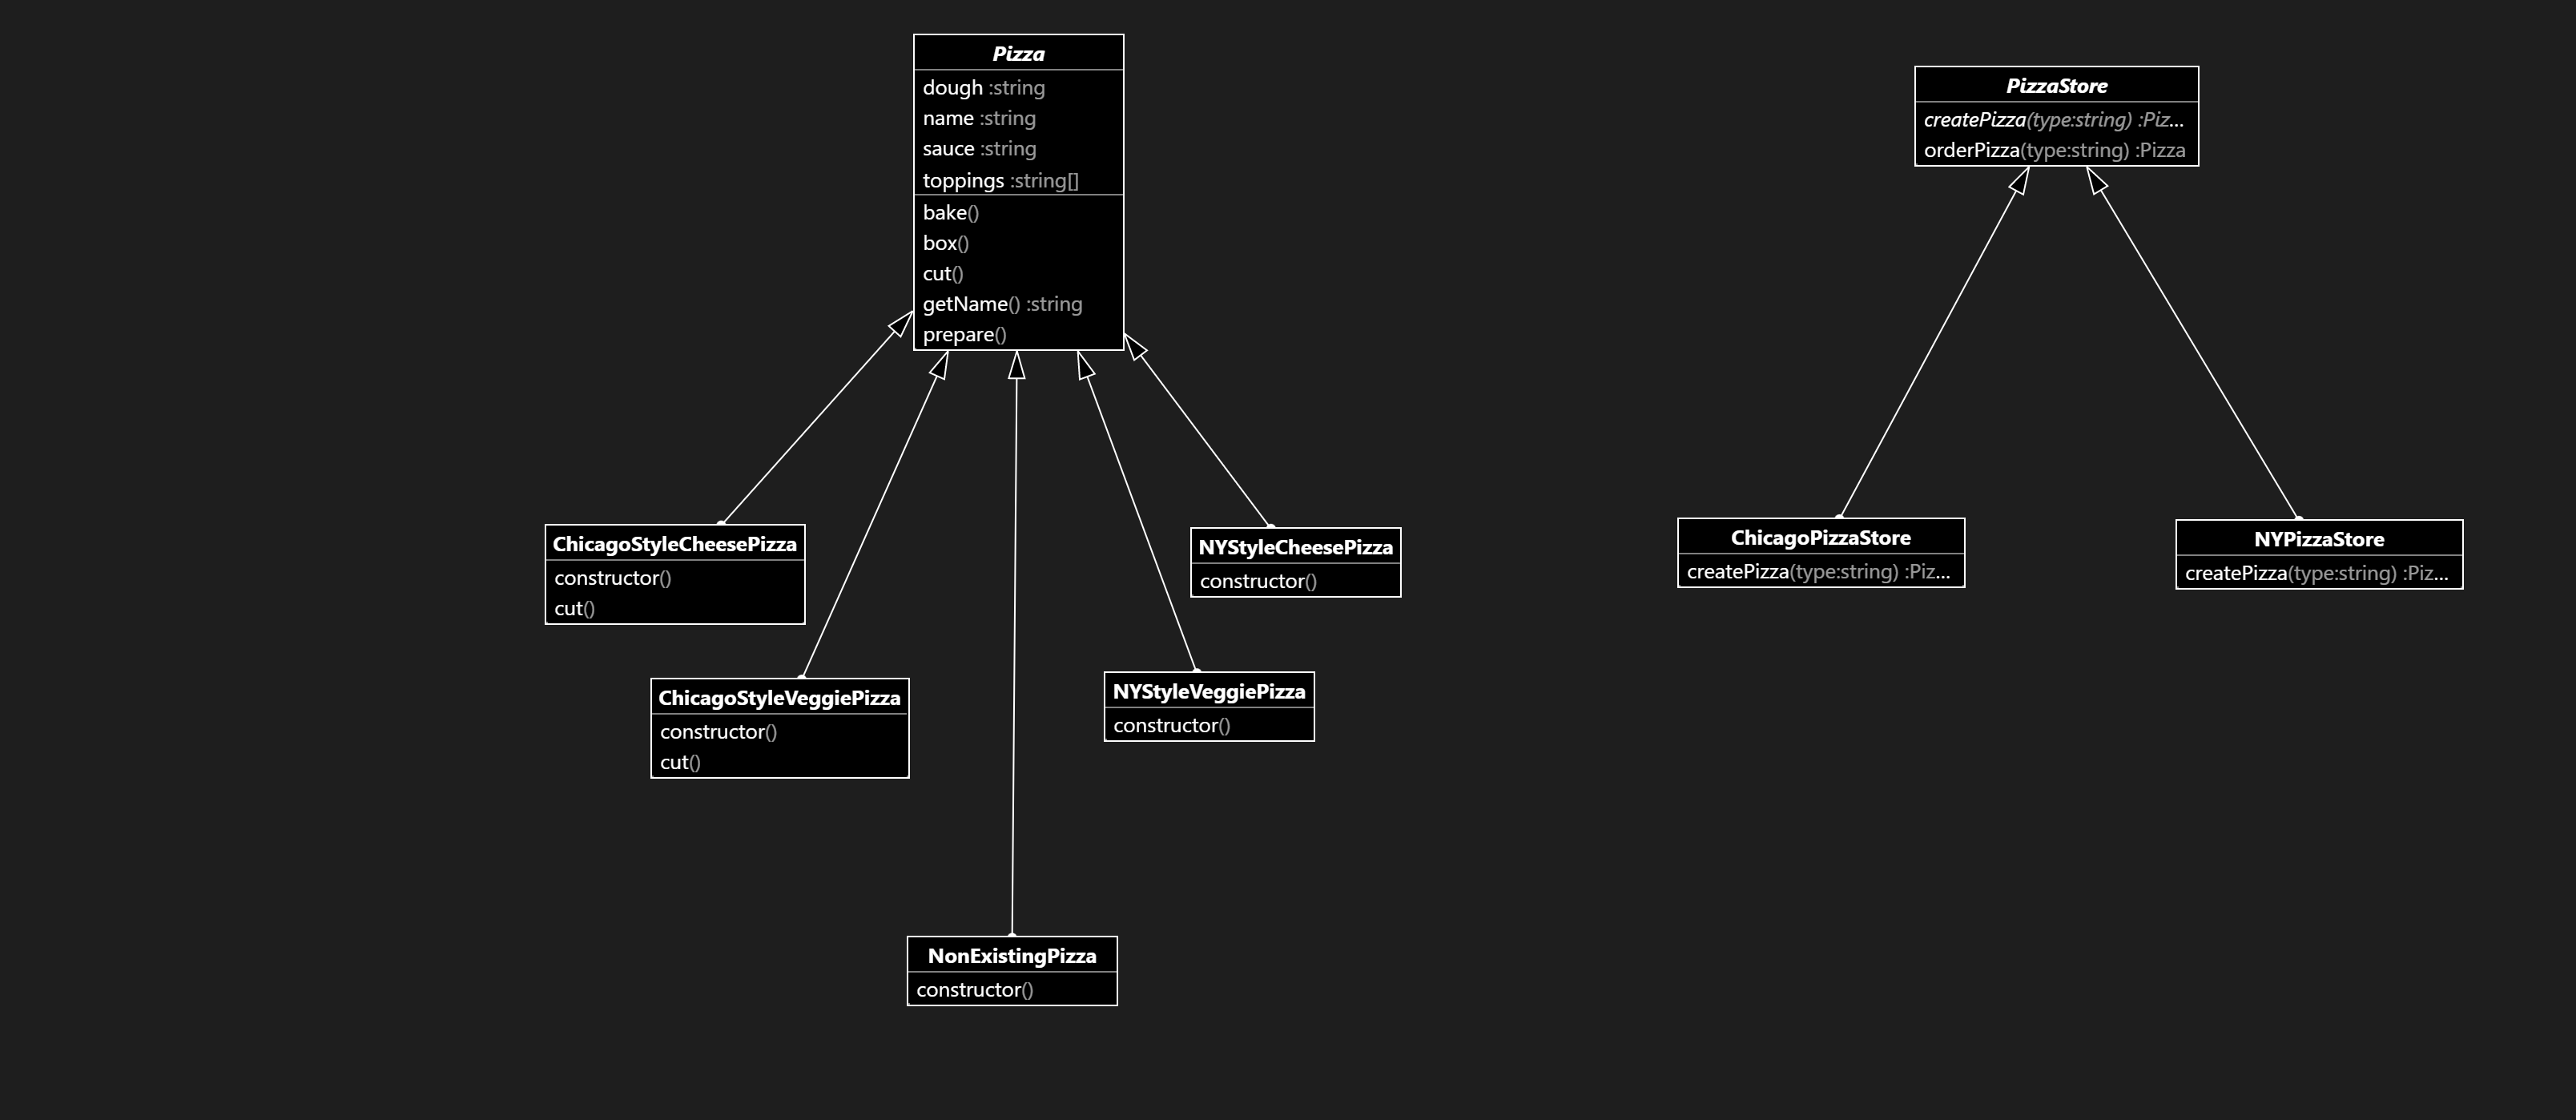 Pizza
dough :string
name :string
sauce :string
toppings :string[]
bake()
box()
cut()
getName() :string
prepare()
PizzaStore
createPizza(type:string) :Piz...
orderPizza(type:string) :Pizza
ChicagoStyleCheesePizza
constructor()
cut()
NYStyleCheesePizza
constructor()
ChicagoPizzaStore
createPizza(type:string) :Piz...
NYPizzaStore
createPizza(type:string) :Piz...
ChicagoStyleVeggiePizza
constructor()
cut()
NYStyleVeggiePizza
constructor()
NonExistingPizza
constructor()